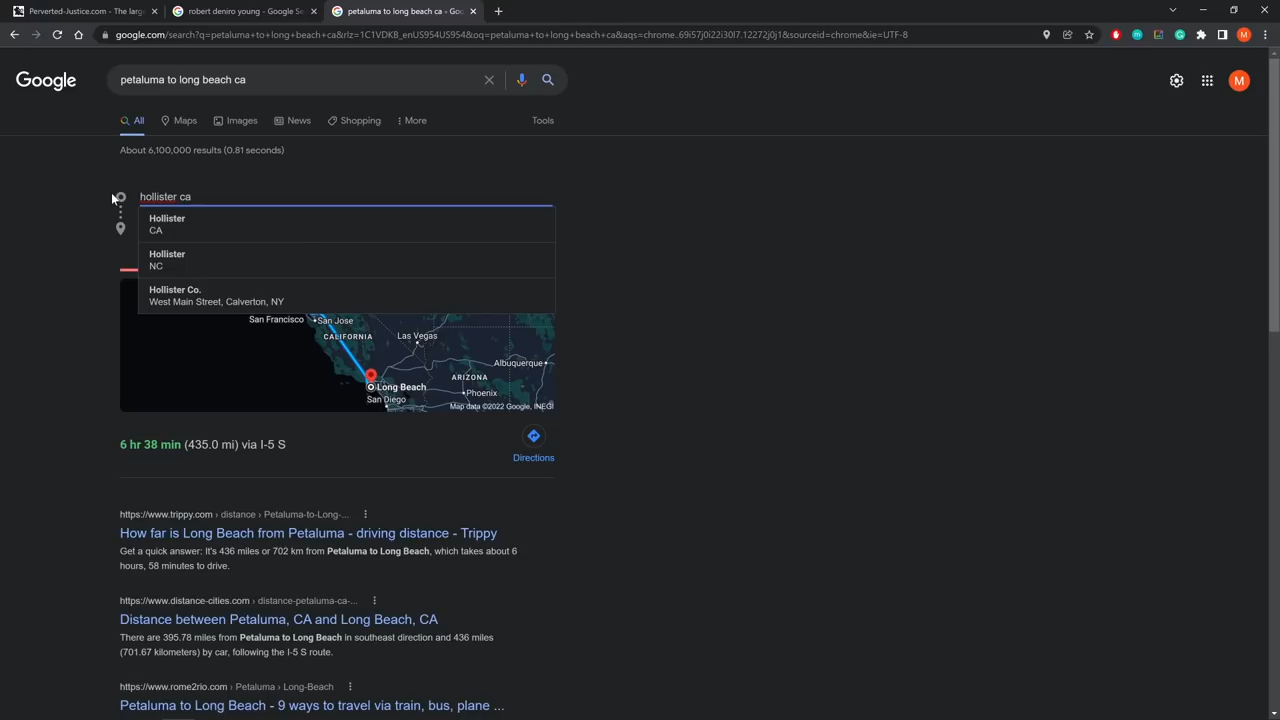 Perverted-Justice.com - The larg
robert deniro young - Google Se
petaluma to long beach ca - Goo
google.com/search?q=petaluma+to+long+beach+ca&rlz=1C1VDKB_enUS954US954&oq=petaluma+to+long+beach+ca&aqs=chrome..69i57j0i22i30l7.12272j0j1&sourceid=chrome&ie=UTF-8
M
Google
petaluma to long beach ca
M
All
Maps
Images
News
Shopping
More
Tools
About 6,100,000 results (0.81 seconds)
hollister ca
Hollister
CA
Hollister
NC
Hollister Co.
West Main Street, Calverton, NY
San Francisco
San Jose
CALIFORNIA
Las Vegas
Albuquerque
Long Beach
ARIZONA
San Diego
Phoenix
Map data ©2022 Google, INEGI
6 hr 38 min (435.0 mi) via I-5 S
Directions
https://www.trippy.com › distance › Petaluma-to-Long-...
How far is Long Beach from Petaluma - driving distance - Trippy
Get a quick answer: It's 436 miles or 702 km from Petaluma to Long Beach, which takes about 6
hours, 58 minutes to drive.
https://www.distance-cities.com › distance-petaluma-ca-...
Distance between Petaluma, CA and Long Beach, CA
There are 395.78 miles from Petaluma to Long Beach in southeast direction and 436 miles
(701.67 kilometers) by car, following the I-5 S route.
https://www.rome2rio.com › Petaluma › Long-Beach
Petaluma to Long Beach - 9 ways to travel via train, bus, plane ...